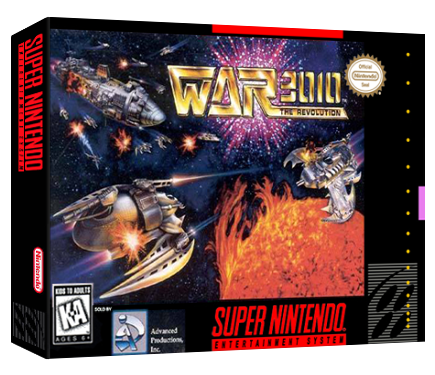 SUPER NINTENDO
ENTERTAINMENT SYSTEM
Nintendo
WAR 3010
THE REVOLUTION
Official
Nintendo
Seal
KIDS TO ADULTS
K-A
AGES 6+
SOLD BY
Advanced
Productions,
Inc.
SUPER NINTENDO
ENTERTAINMENT SYSTEM